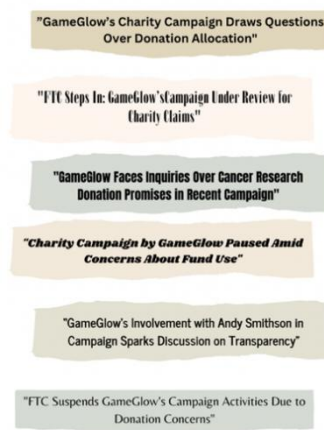 "GameGlow's Charity Campaign Draws Questions
Over Donation Allocation"
"FTC Steps In: GameGlow'sCampaign Under Review for
Charity Claims"
"GameGlow Faces Inquiries Over Cancer Research
Donation Promises in Recent Campaign"
"Charity Campaign by GameGlow Paused Amid
Concerns About Fund Use"
"GameGlow's Involvement with Andy Smithson in
Campaign Sparks Discussion on Transparency"
"FTC Suspends GameGlow's Campaign Activities Due to
Donation Concerns"